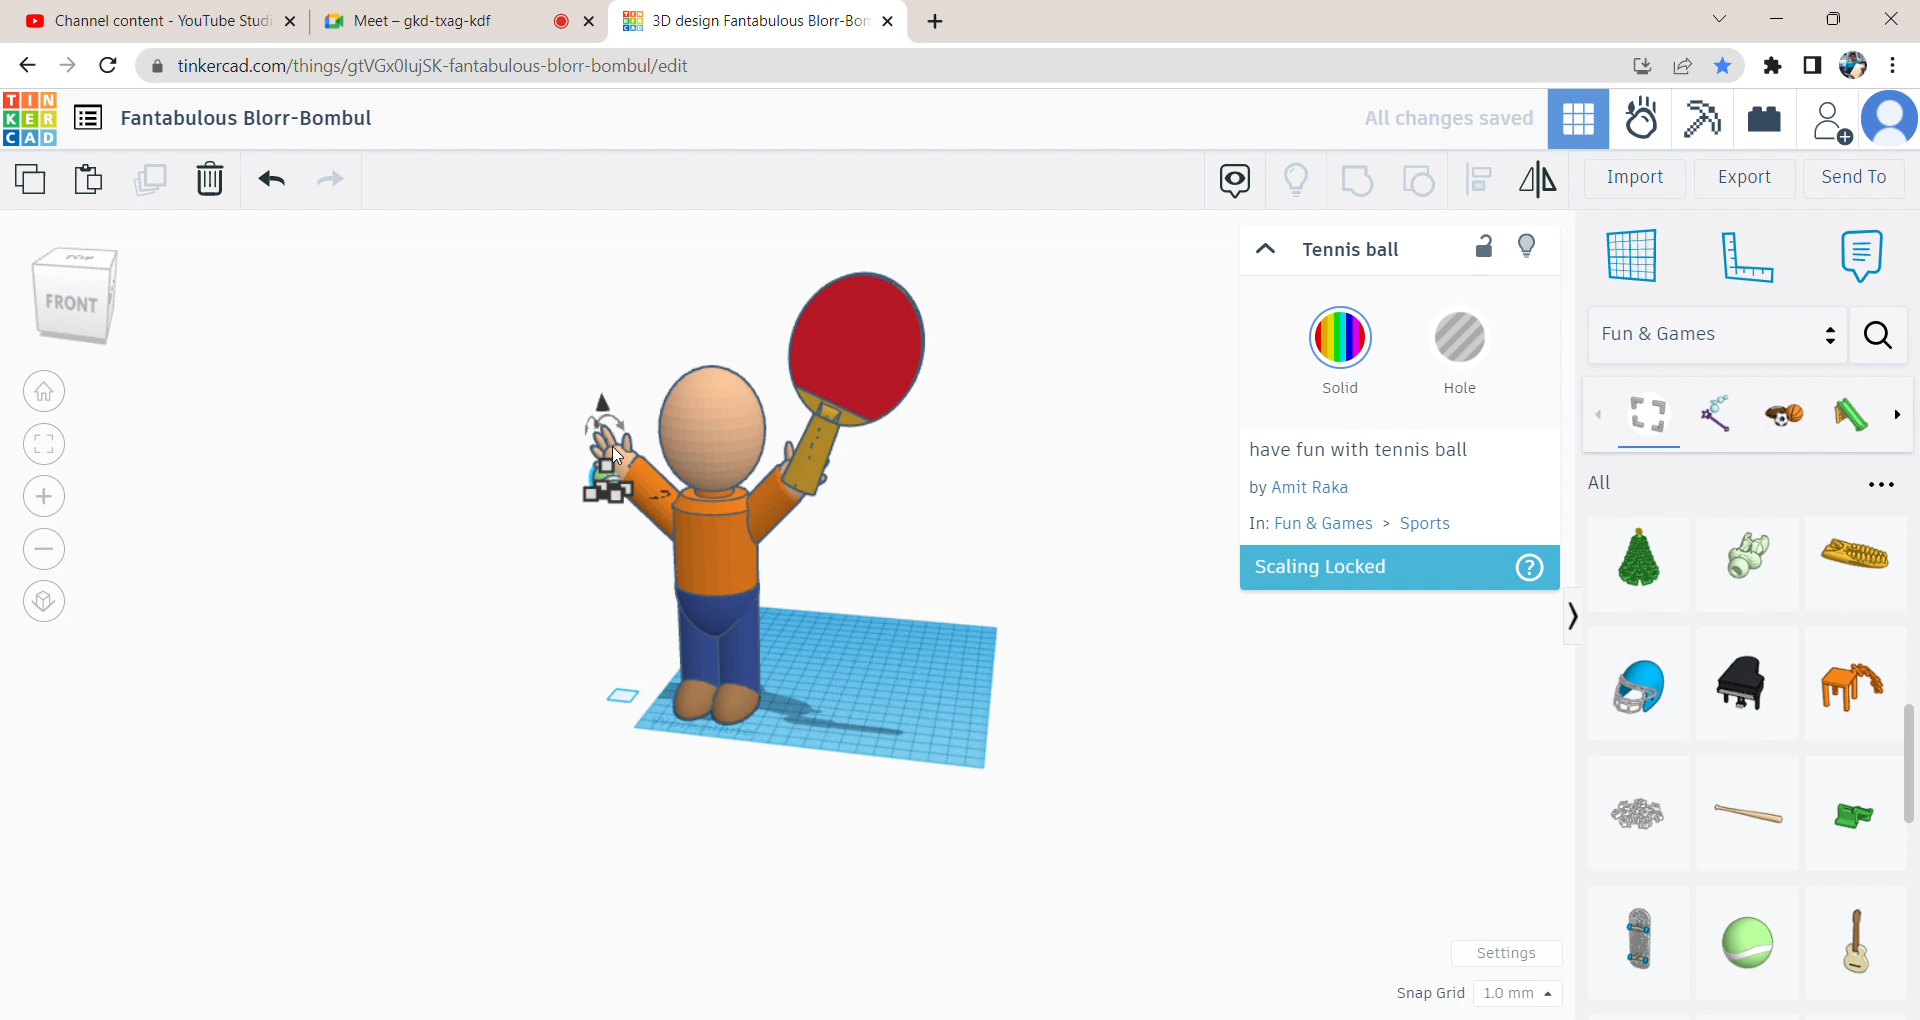 Channel content - YouTube Studi
Meet – gkd-txag-kdf
3D design Fantabulous Blorr-Bom
tinkercad.com/things/gtVGx0lujSK-fantabulous-blorr-bombul/edit
TIN
KER
CAD
Fantabulous Blorr-Bombul
All changes saved
Import
Export
Send To
TOP
FRONT
Tennis ball
Solid
Hole
have fun with tennis ball
by Amit Raka
In: Fun & Games > Sports
Scaling Locked
?
Fun & Games
All
Settings
Snap Grid
1.0 mm